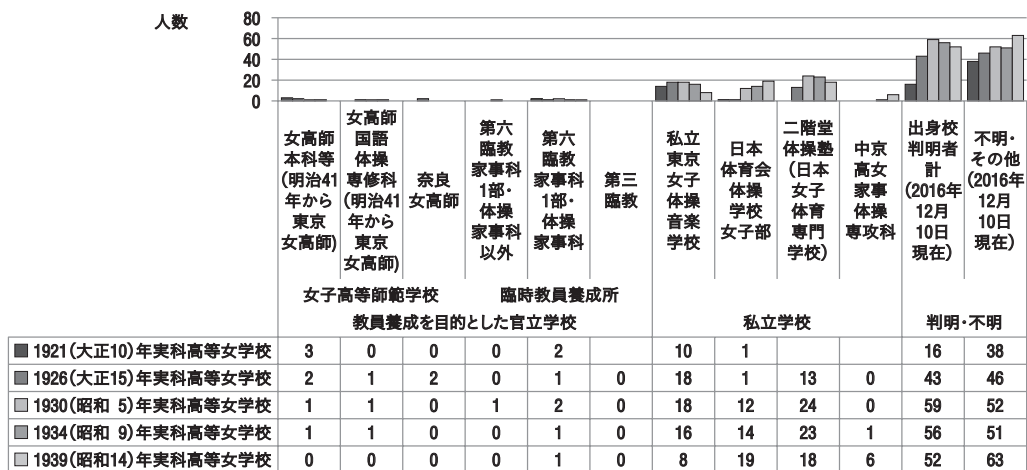 人数
80
60
40
20
0
女高師
本科等
(明治41
年から
東京
女高師)
女高師
国語
体操
専修科
(明治41
年から
東京
女高師)
奈良
女高師
第六
臨教
家事科
1部・
体操
家事科
以外
第六
臨教
家事科
1部・
体操
家事科
第三
臨教
私立
東京
女子
体操
音楽
学校
日本
体育会
体操
学校
女子部
二階堂
体操塾
(日本
女子
体育
専門
学校)
中京
高女
家事
体操
専攻科
出身校
判明者
計
(2016年
12月
10日
現在)
不明・
その他
(2016年
12月
10日
現在)
女子高等師範学校 臨時教員養成所
教員養成を目的とした官立学校 私立学校 判明・不明
1921(大正10)年実科高等女学校 3 0 0 0 2 10 1 16 38
1926(大正15)年実科高等女学校 2 1 2 0 1 0 18 1 13 0 43 46
1930(昭和 5)年実科高等女学校 1 1 0 1 2 0 18 12 24 0 59 52
1934(昭和 9)年実科高等女学校 1 1 0 0 1 0 16 14 23 1 56 51
1939(昭和14)年実科高等女学校 0 0 0 0 1 0 8 19 18 6 52 63